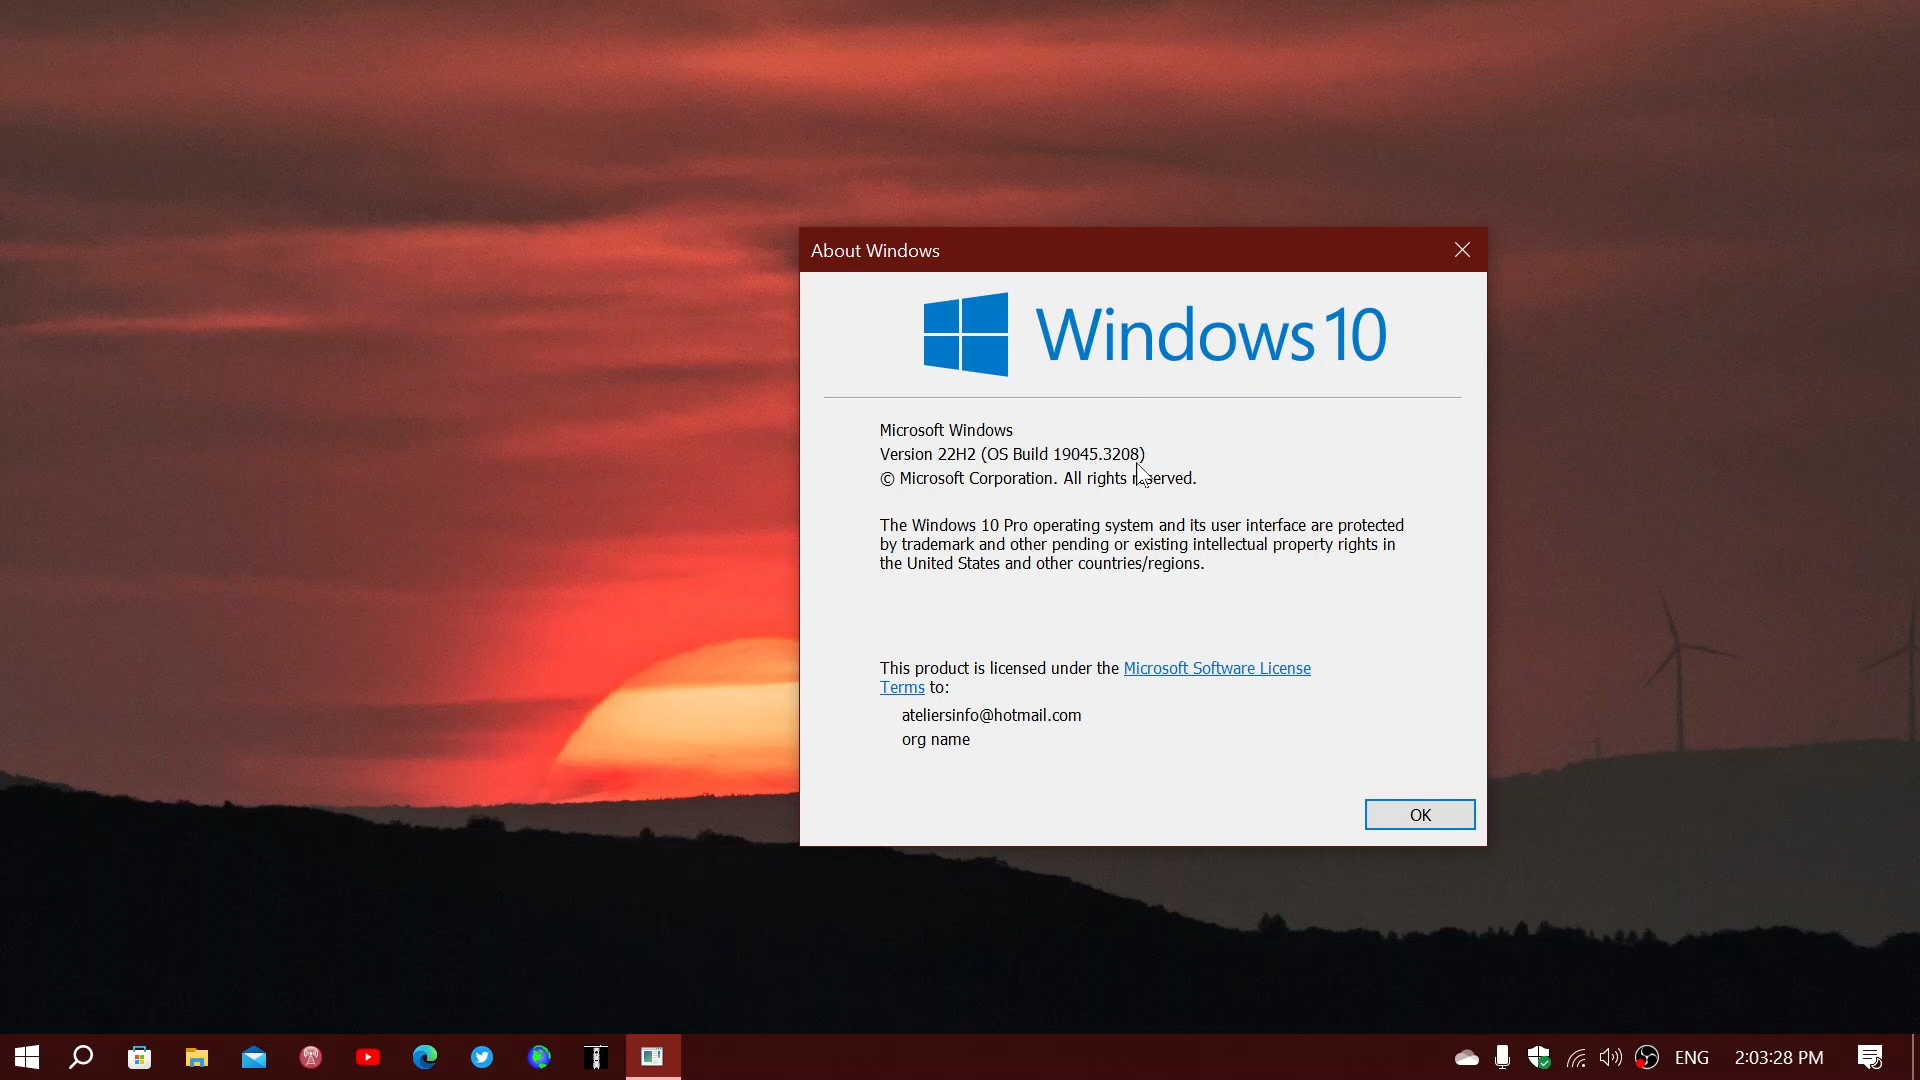 About Windows
Windows 10
Microsoft Windows
Version 22H2 (OS Build 19045.3208)
© Microsoft Corporation. All rights reserved.
The Windows 10 Pro operating system and its user interface are protected
by trademark and other pending or existing intellectual property rights in
the United States and other countries/regions.
This product is licensed under the Microsoft Software License
Terms to:
ateliersinfo@hotmail.com
org name
OK
ENG
2:03:28 PM